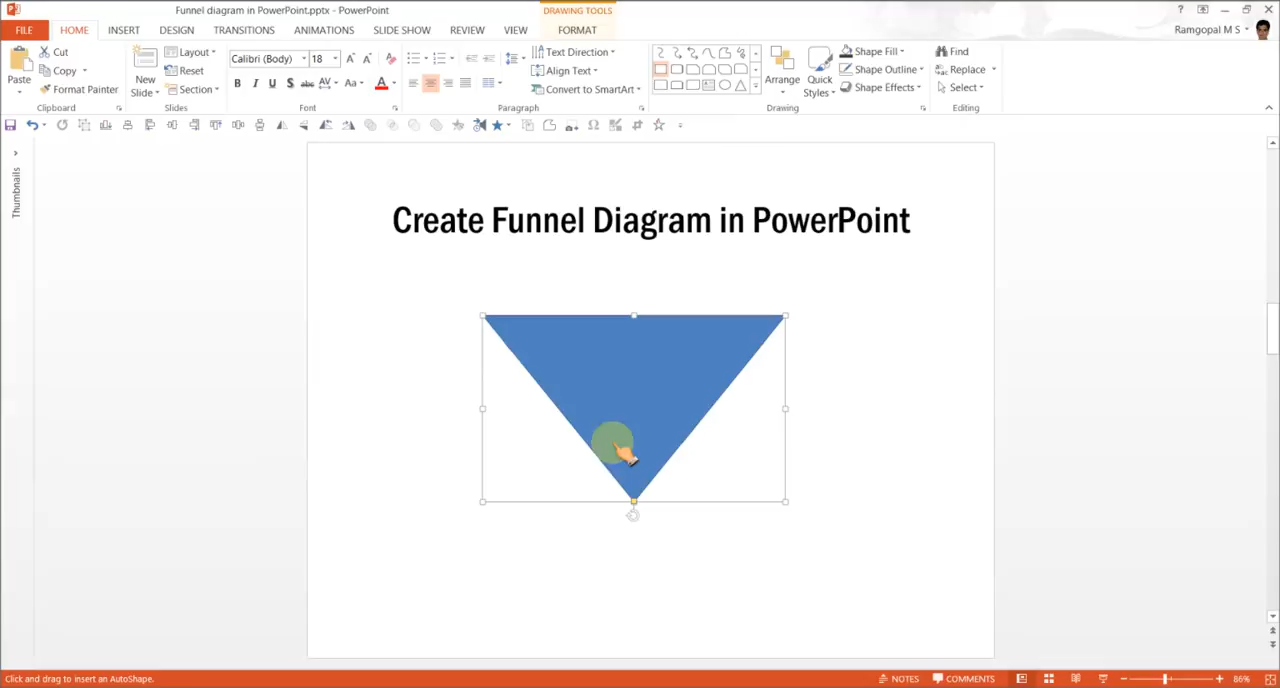 Funnel diagram in PowerPoint.pptx - PowerPoint
DRAWING TOOLS
?
FILE HOME INSERT DESIGN TRANSITIONS ANIMATIONS SLIDE SHOW REVIEW VIEW FORMAT
Ramgopal M S
Paste
Cut
Copy
Format Painter
Clipboard
New
Slide
Layout
Reset
Section
Slides
Calibri (Body) 18
B I U S abc AV Aa A
Font
Text Direction
Align Text
Convert to SmartArt
Paragraph
Arrange
Quick
Styles
Shape Fill
Shape Outline
Shape Effects
Drawing
Find
Replace
Select
Editing
Thumbnails
Create Funnel Diagram in PowerPoint
Click and drag to insert an AutoShape.
NOTES COMMENTS 86%